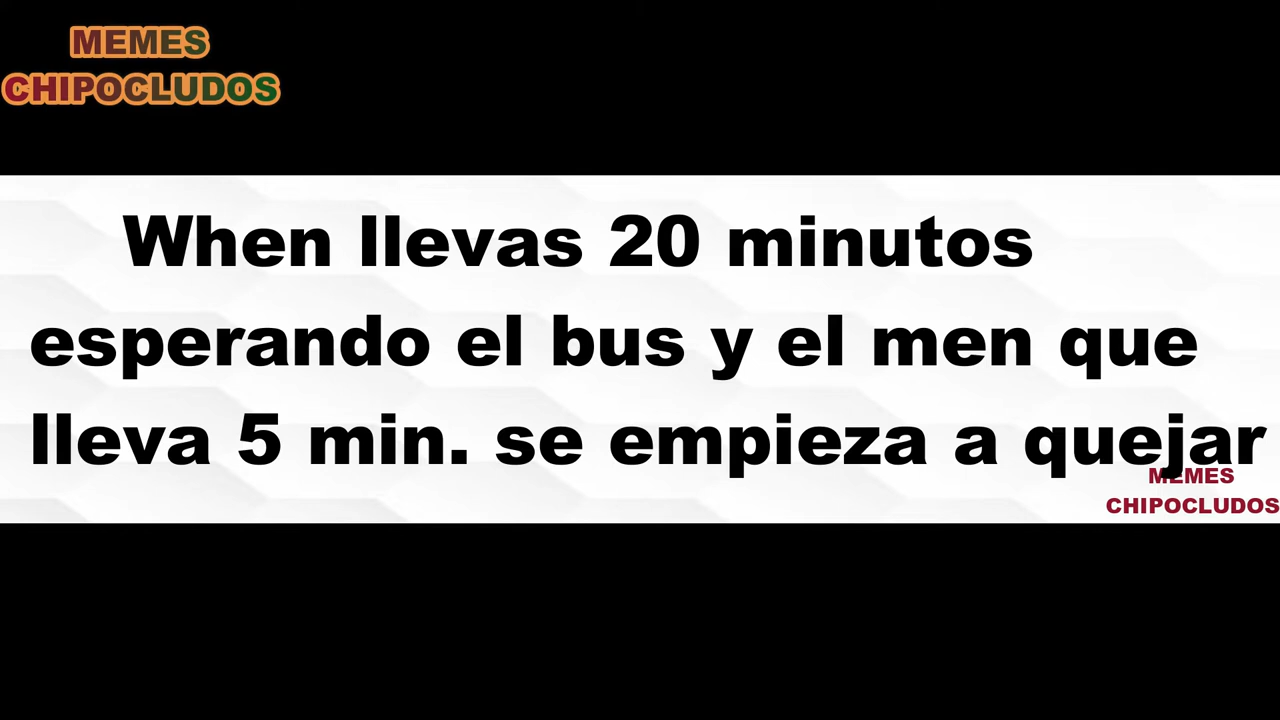 MEMES
CHIPOCLUDOS
When llevas 20 minutos
esperando el bus y el men que
lleva 5 min. se empieza a quejar
MEMES
CHIPOCLUDOS